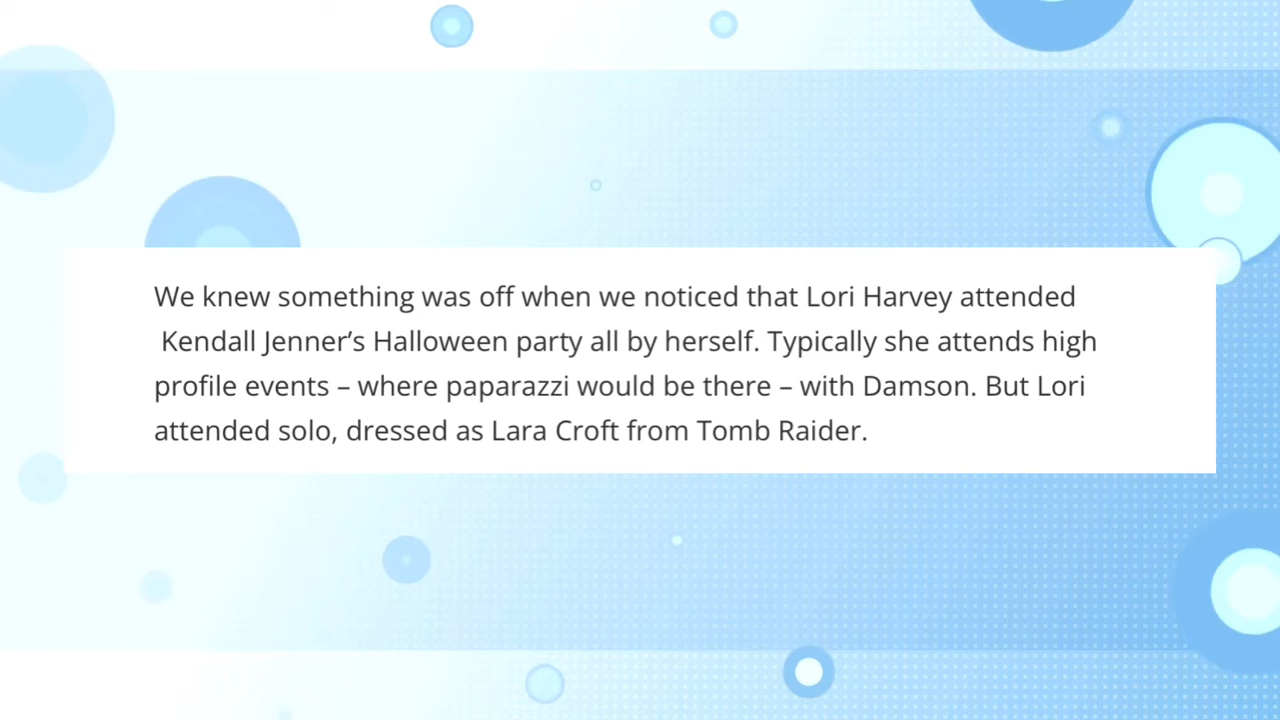 We knew something was off when we noticed that Lori Harvey attended
Kendall Jenner’s Halloween party all by herself. Typically she attends high
profile events – where paparazzi would be there – with Damson. But Lori
attended solo, dressed as Lara Croft from Tomb Raider.